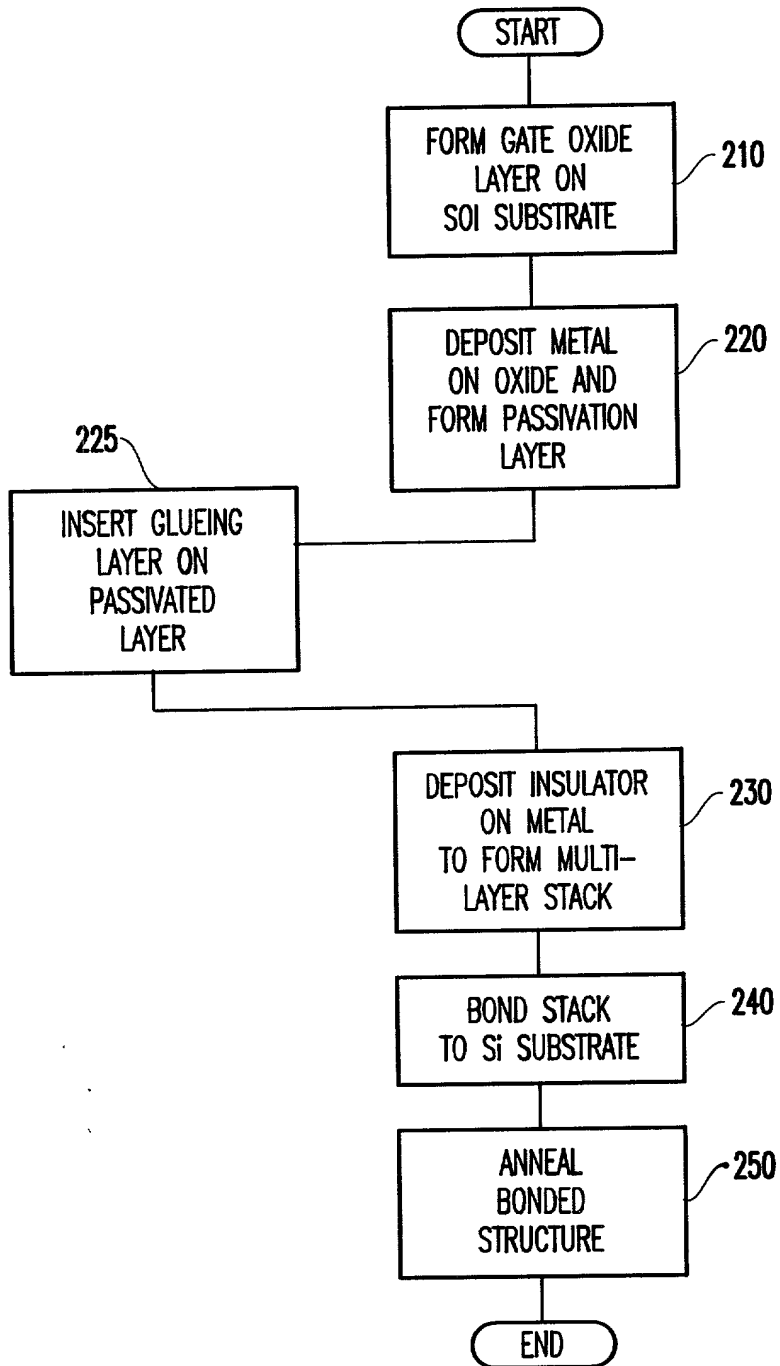 START
FORM GATE OXIDE
LAYER ON
SOI SUBSTRATE
210
DEPOSIT METAL
ON OXIDE AND
FORM PASSIVATION
LAYER
220
225
INSERT GLUEING
LAYER ON
PASSIVATED
LAYER
DEPOSIT INSULATOR
ON METAL
TO FORM MULTI-
LAYER STACK
230
BOND STACK
TO Si SUBSTRATE
240
ANNEAL
BONDED
STRUCTURE
250
END